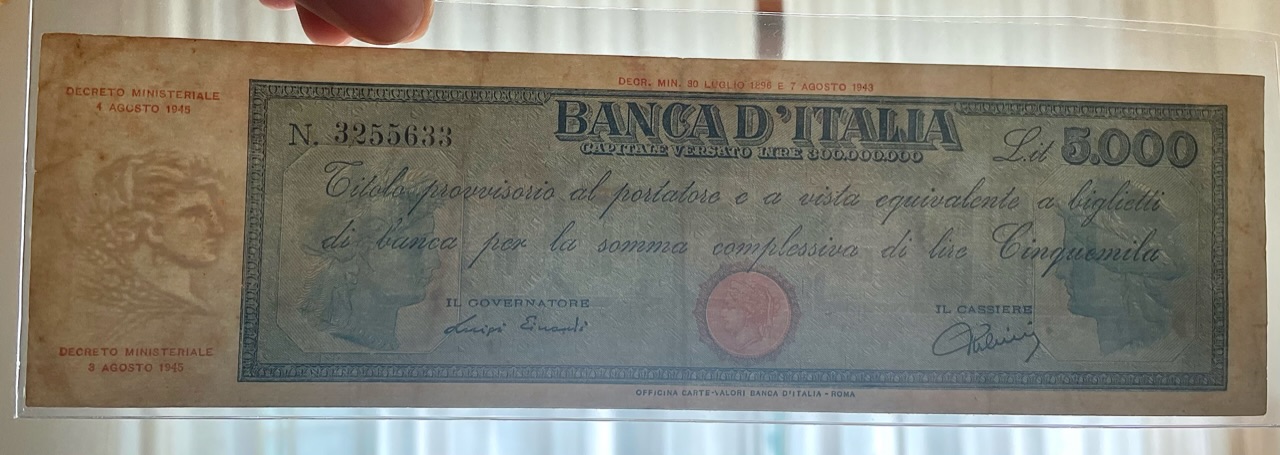 DECRETO MINISTERIALE
4 AGOSTO 1945
DECR. MIN. 30 LUGLIO 1896 E 7 AGOSTO 1943
N. 3255633
BANCA D'ITALIA
CAPITALE VERSATO LIRE 300.000.000
Lit 5.000
Titolo provvisorio al portatore e a vista equivalente a biglietti
di banca per la somma complessiva di lire Cinquemila
IL GOVERNATORE
Luigi Einaudi
IL CASSIERE
DECRETO MINISTERIALE
8 AGOSTO 1945
OFFICINA CARTE-VALORI BANCA D'ITALIA - ROMA